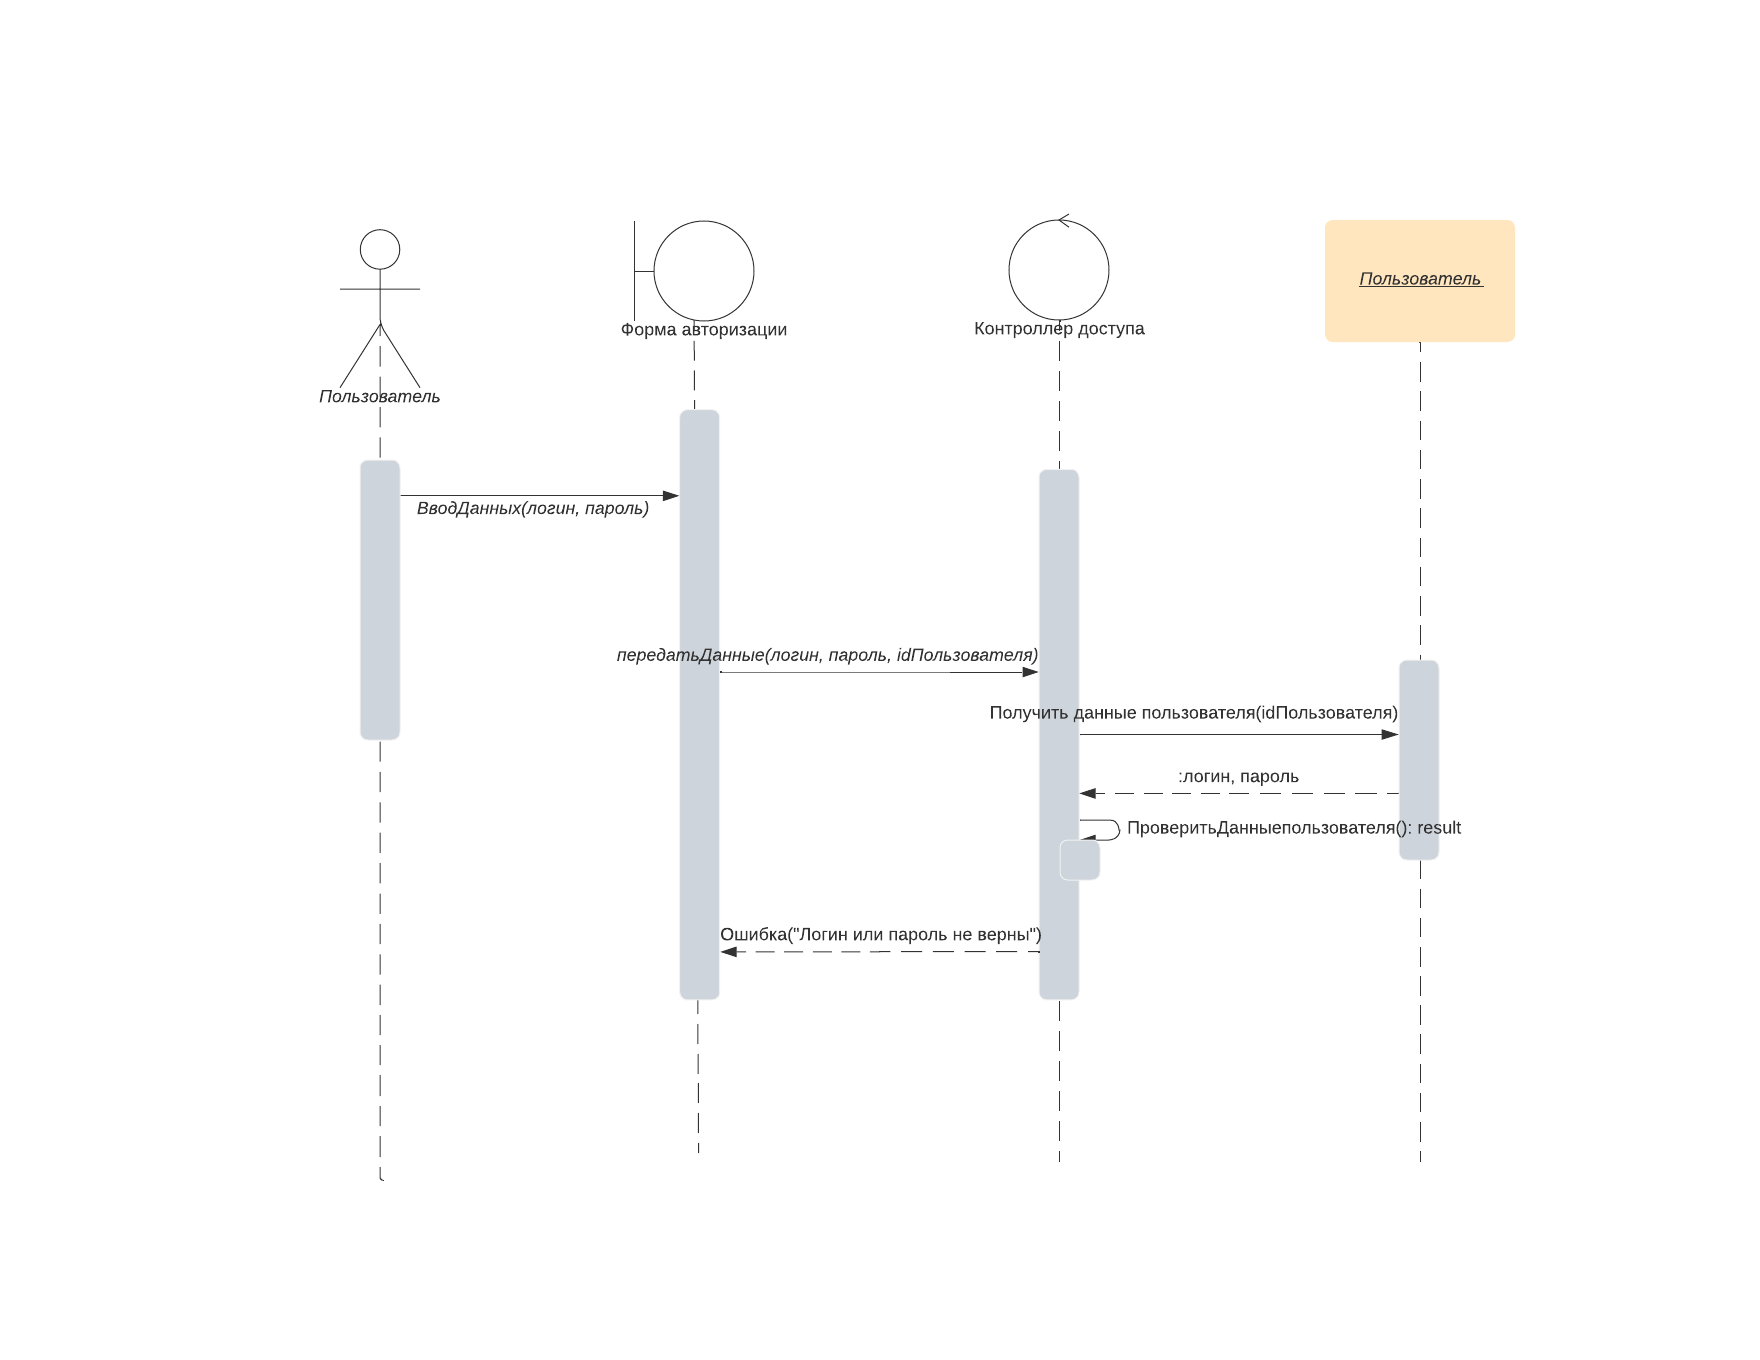 Форма авторизации
Контроллер доступа
Пользователь
Пользователь
ВводДанных(логин, пароль)
передатьДанные(логин, пароль, idПользователя)
Получить данные пользователя(idПользователя)
:логин, пароль
ПроверитьДанныепользователя(): result
Ошибка("Логин или пароль не верны")